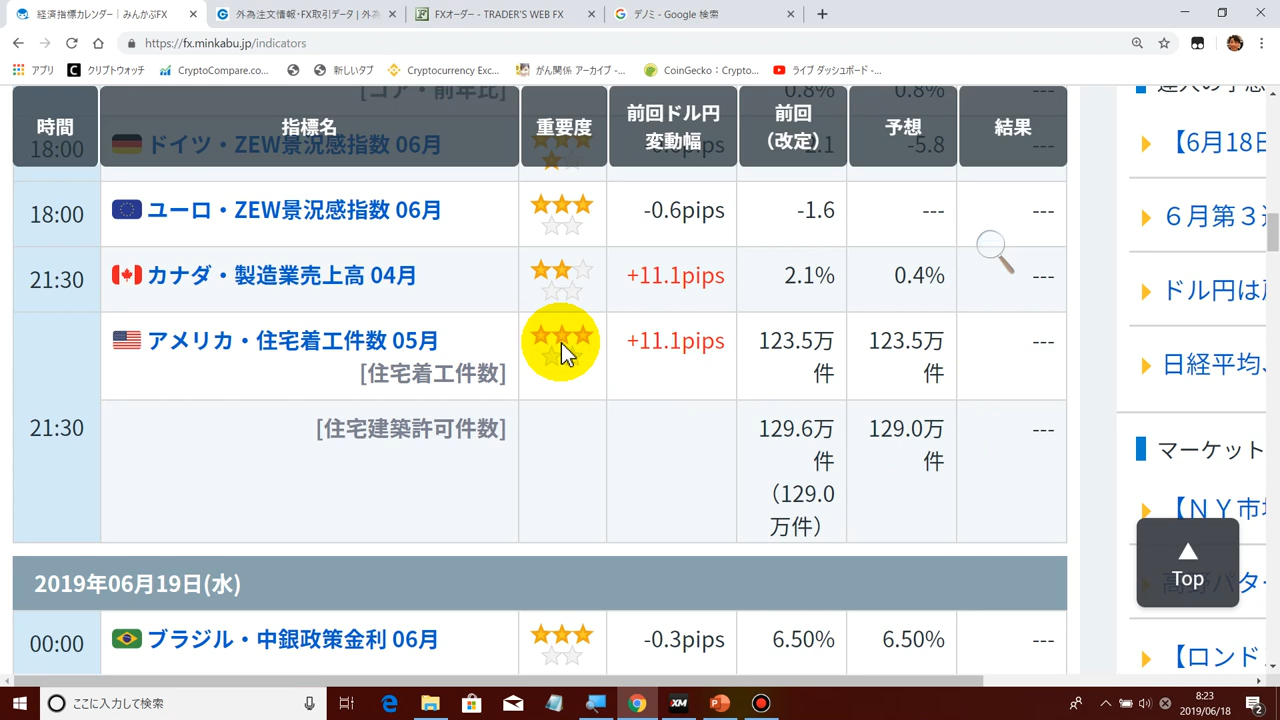 経済指標カレンダー | みんかぶFX
外為注文情報・FX取引データ | 外為
FXオーダー - TRADER'S WEB FX
デノミ - Google 検索
https://fx.minkabu.jp/indicators
アプリ
クリプトウォッチ
CryptoCompare.co...
新しいタブ
Cryptocurrency Exc...
がん関係 アーカイブ -...
CoinGecko : Crypto...
ライブ ダッシュボード -...
[コア・前年比] 0.8% 0.8% ---
時間 指標名 重要度 前回ドル円 変動幅 前回 (改定) 予想 結果
18:00 ドイツ・ZEW景況感指数 06月 -5.8 ---
18:00 ユーロ・ZEW景況感指数 06月 -0.6pips -1.6 --- ---
21:30 カナダ・製造業売上高 04月 +11.1pips 2.1% 0.4% ---
アメリカ・住宅着工件数 05月 +11.1pips 123.5万 123.5万 ---
[住宅着工件数] 件 件
21:30 [住宅建築許可件数] 129.6万 129.0万 ---
件 件
(129.0
万件)
2019年06月19日(水)
00:00 ブラジル・中銀政策金利 06月 -0.3pips 6.50% 6.50% ---
【6月18日
６月第３
ドル円は
日経平均、
マーケット
【ＮＹ市
Top
【ロンド
ここに入力して検索
8:23
2019/06/18
2